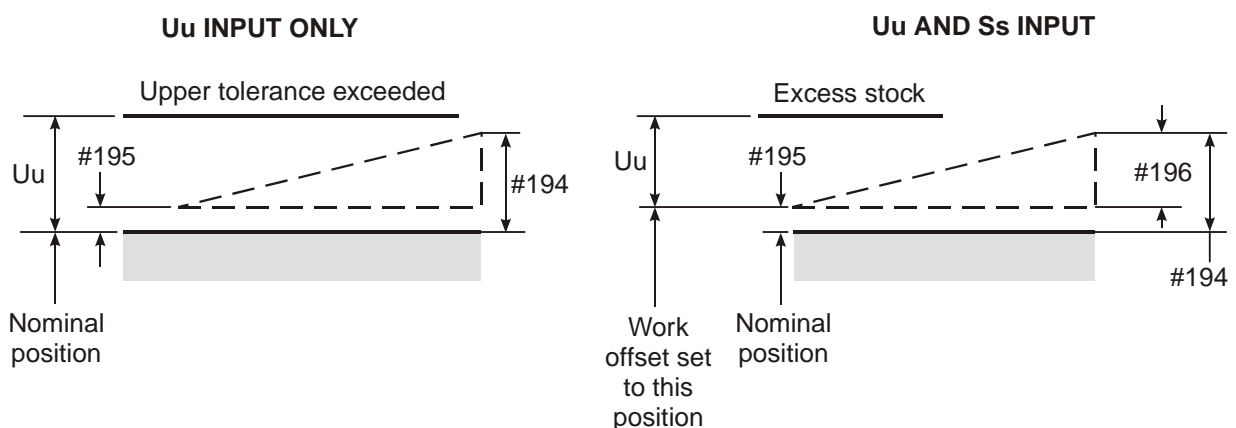 Uu INPUT ONLY
Upper tolerance exceeded
Uu
#195
#194
Nominal
position
Uu AND Ss INPUT
Excess stock
Uu
#195
#196
#194
Work
offset set
to this
position
Nominal
position